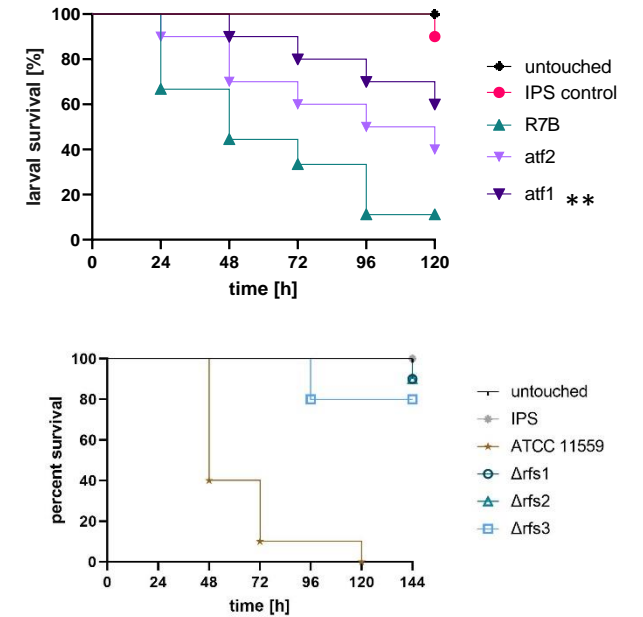 larval survival [%]
100
80
60
40
20
0
0 24 48 72 96 120
time [h]
untouched
IPS control
R7B
atf2
atf1 **
percent survival
100
80
60
40
20
0
0 24 48 72 96 120 144
time [h]
untouched
IPS
ATCC 11559
Δrfs1
Δrfs2
Δrfs3